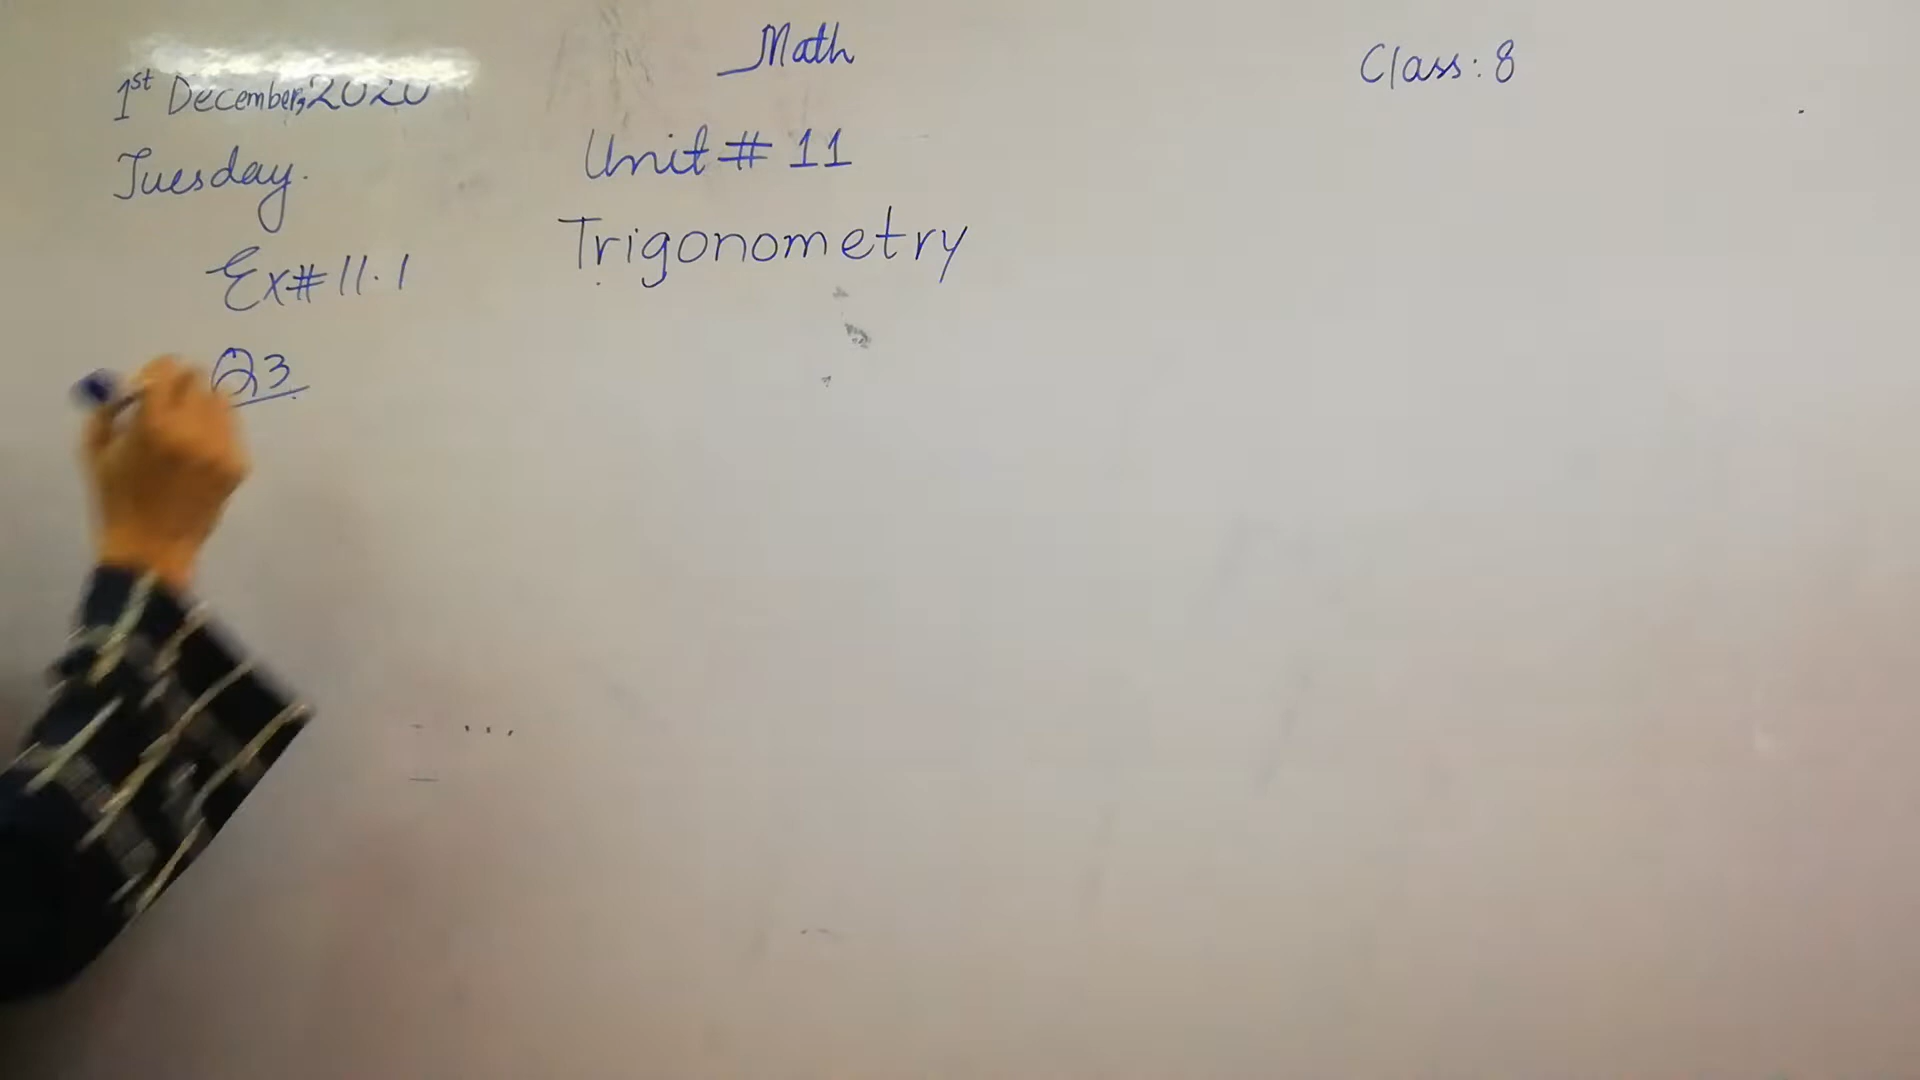 Math
Class: 8
1st December, 2020
Tuesday.
Unit # 11
Trigonometry
Ex# 11.1
Q3